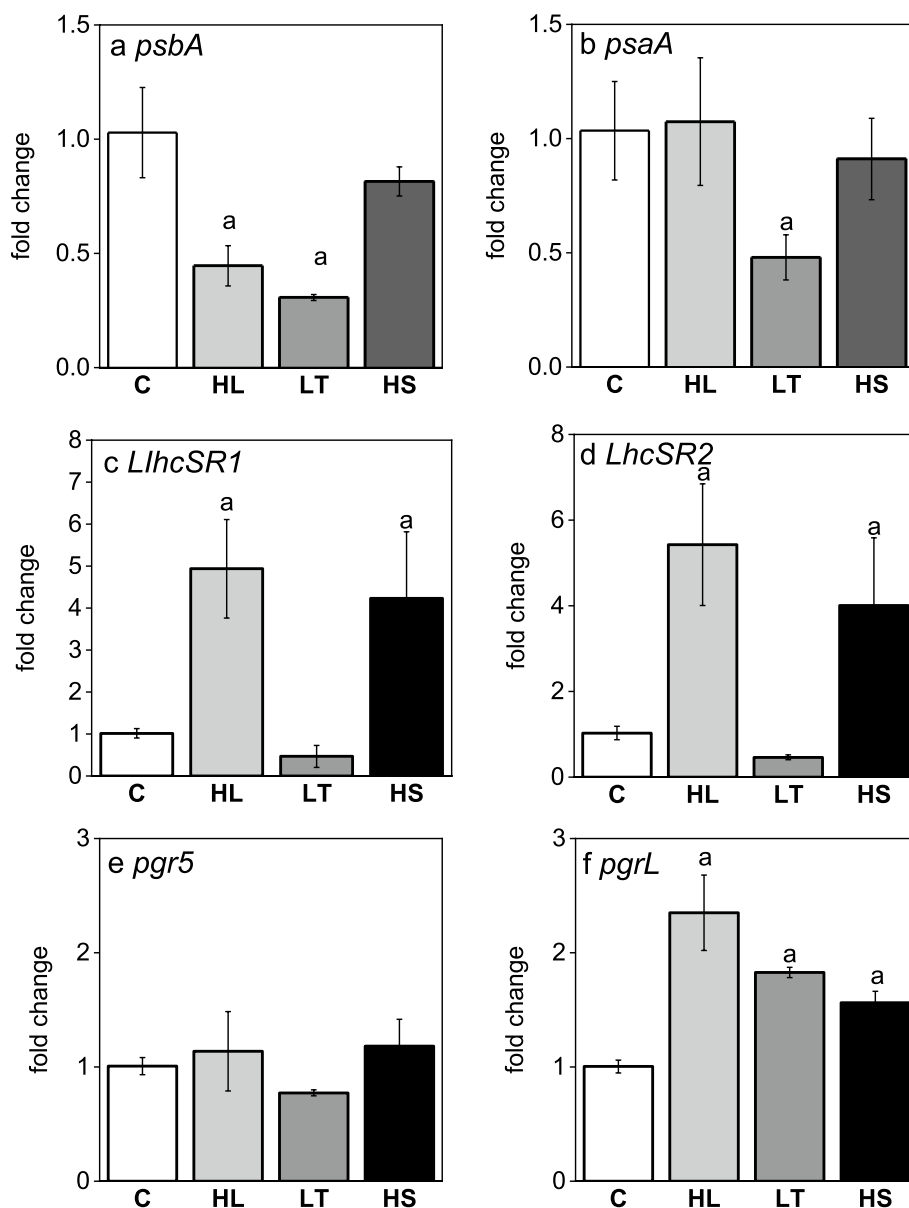 a psbA
1.5
1.0
0.5
0.0
fold change
a
a
C HL LT HS
b psaA
1.5
1.0
0.5
0.0
fold change
a
C HL LT HS
c LlhcSR1
8
7
6
5
4
3
2
1
0
fold change
a
a
C HL LT HS
d LhcSR2
8
6
4
2
0
fold change
a
a
C HL LT HS
e pgr5
3
2
1
0
fold change
C HL LT HS
f pgrL
3
2
1
0
fold change
a
a
a
C HL LT HS